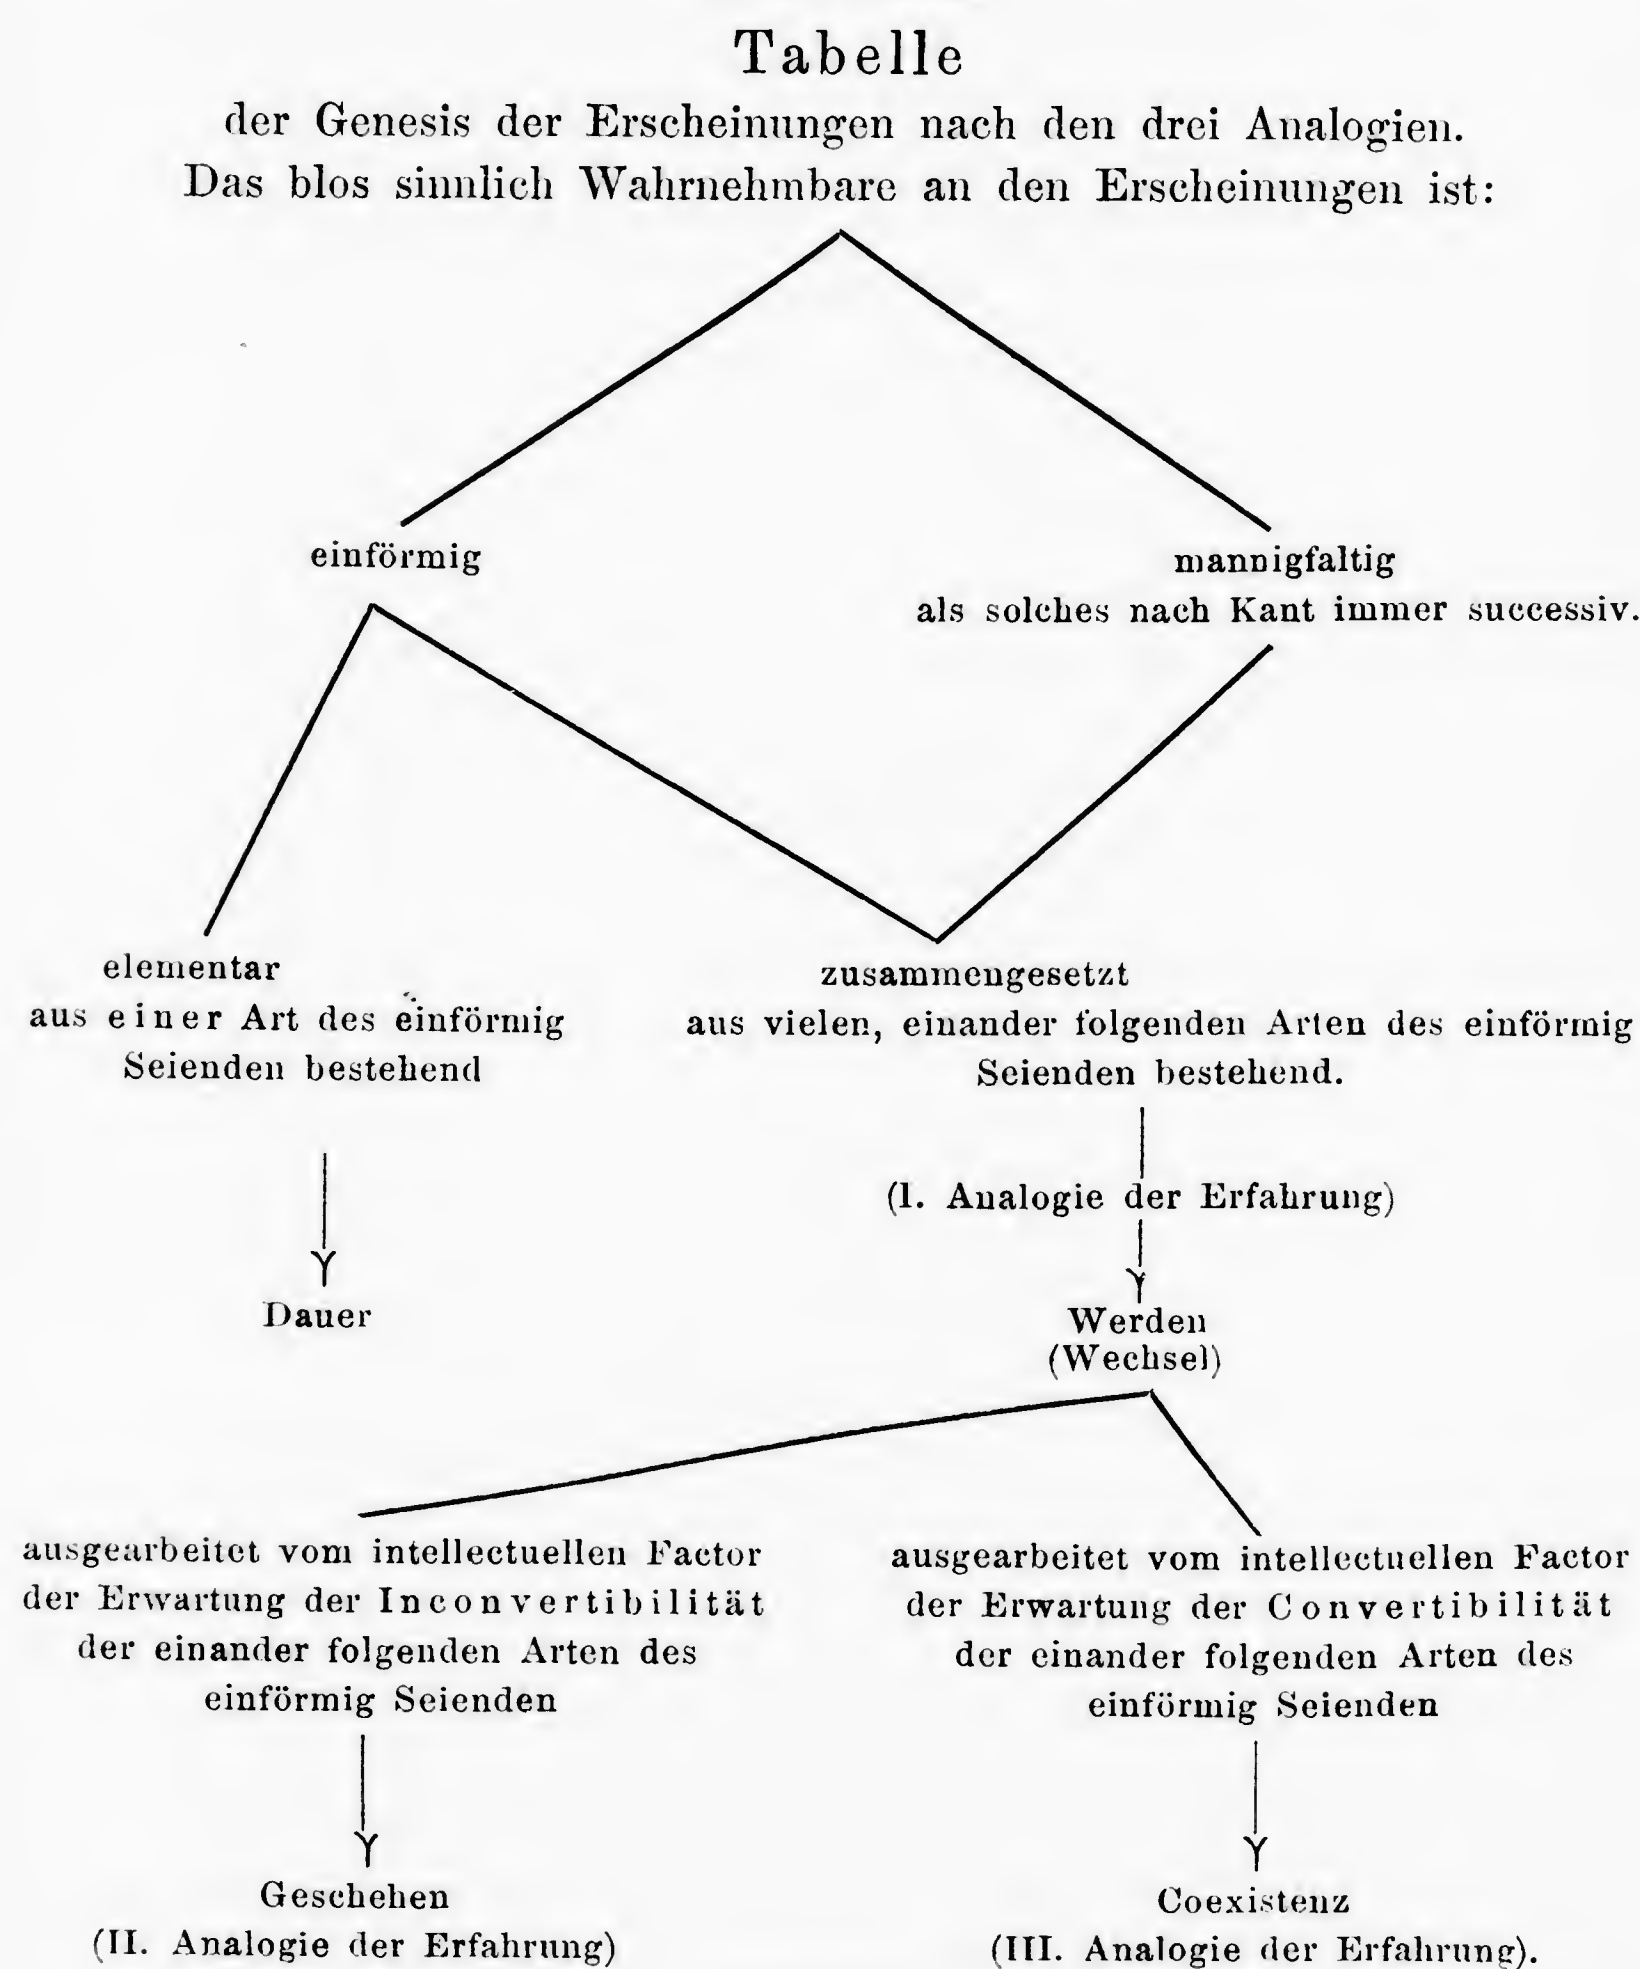 Tabelle
der Genesis der Erscheinungen nach den drei Analogien.
Das blos sinnlich Wahrnehmbare an den Erscheinungen ist:
einförmig
mannigfaltig
als solches nach Kant immer successiv.
elementar
aus einer Art des einförmig
Seienden bestehend
zusammengesetzt
aus vielen, einander folgenden Arten des einförmig
Seienden bestehend.
(I. Analogie der Erfahrung)
Dauer
Werden
(Wechsel)
ausgearbeitet vom intellectuellen Factor
der Erwartung der Inconvertibilität
der einander folgenden Arten des
einförmig Seienden
ausgearbeitet vom intellectuellen Factor
der Erwartung der Convertibilität
der einander folgenden Arten des
einförmig Seienden
Geschehen
(II. Analogie der Erfahrung)
Coexistenz
(III. Analogie der Erfahrung).